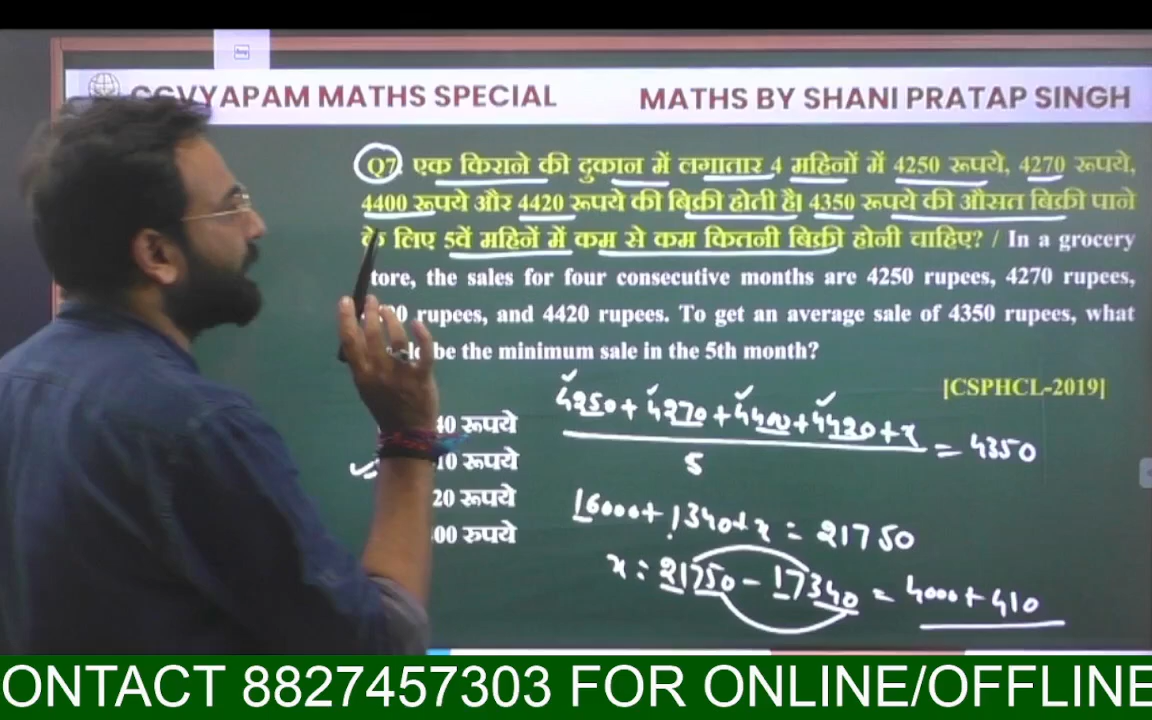 CGVYAPAM MATHS SPECIAL MATHS BY SHANI PRATAP SINGH
Q7. एक किराने की दुकान में लगातार 4 महिनों में 4250 रूपये, 4270 रूपये,
4400 रूपये और 4420 रूपये की बिक्री होती है। 4350 रूपये की औसत बिक्री पाने
के लिए 5वें महिनें में कम से कम कितनी बिक्री होनी चाहिए? / In a grocery
tore, the sales for four consecutive months are 4250 rupees, 4270 rupees,
00 rupees, and 4420 rupees. To get an average sale of 4350 rupees, what
be the minimum sale in the 5th month?
[CSPHCL-2019]
4250+4270+4400+4420+x
5
= 4350
40 रूपये
10 रूपये
20 रूपये
00 रुपये
16000+1340+x = 21750
x = 21750 - 17340 = 4000+410
ONTACT 8827457303 FOR ONLINE/OFFLINE